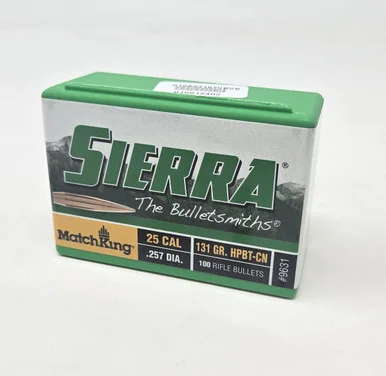 SIERRA®
The Bulletsmiths®
MatchKing®
25 CAL
.257 DIA.
131 GR. HPBT-CN
100 RIFLE BULLETS
#9631